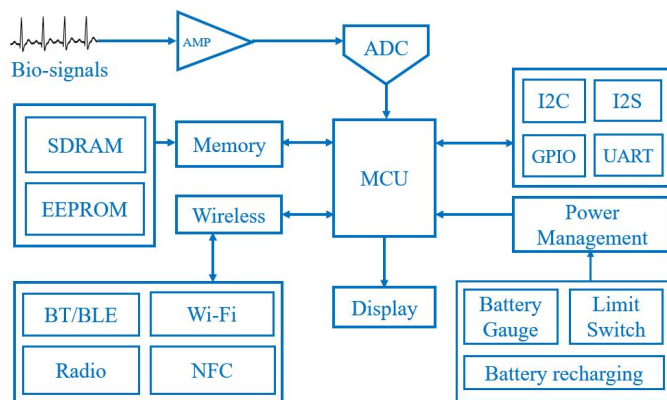 AMP
ADC
Bio-signals
I2C
I2S
SDRAM
Memory
MCU
GPIO
UART
EEPROM
Wireless
Power
Management
BT/BLE
Wi-Fi
Display
Battery
Gauge
Limit
Switch
Radio
NFC
Battery recharging